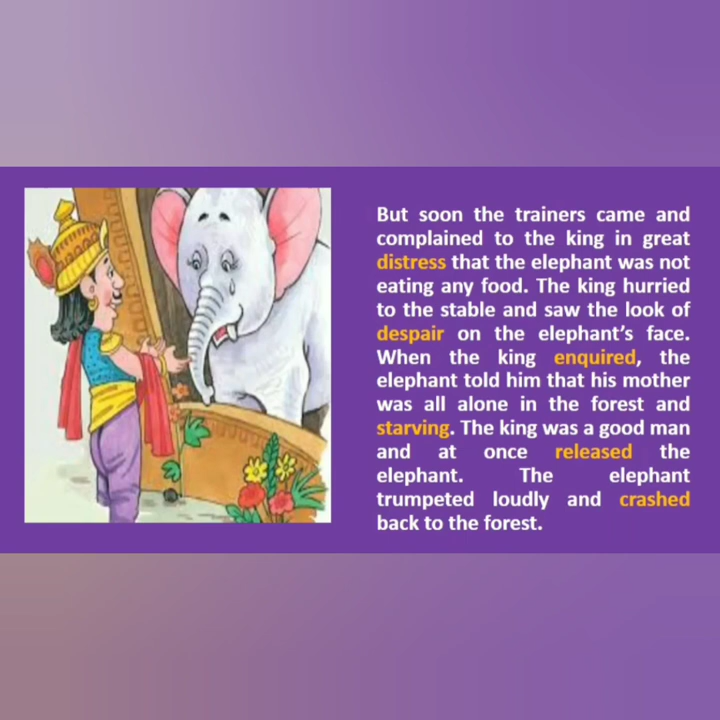 But soon the trainers came and
complained to the king in great
distress that the elephant was not
eating any food. The king hurried
to the stable and saw the look of
despair on the elephant's face.
When the king enquired, the
elephant told him that his mother
was all alone in the forest and
starving. The king was a good man
and at once released the
elephant. The elephant
trumpeted loudly and crashed
back to the forest.